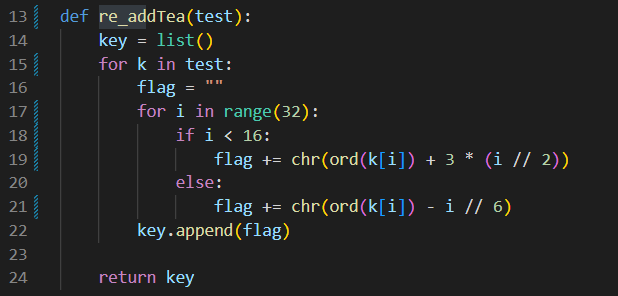 13 def re_addTea(test):
14     key = list()
15     for k in test:
16         flag = ""
17         for i in range(32):
18             if i < 16:
19                 flag += chr(ord(k[i]) + 3 * (i // 2))
20             else:
21                 flag += chr(ord(k[i]) - i // 6)
22         key.append(flag)
23
24     return key